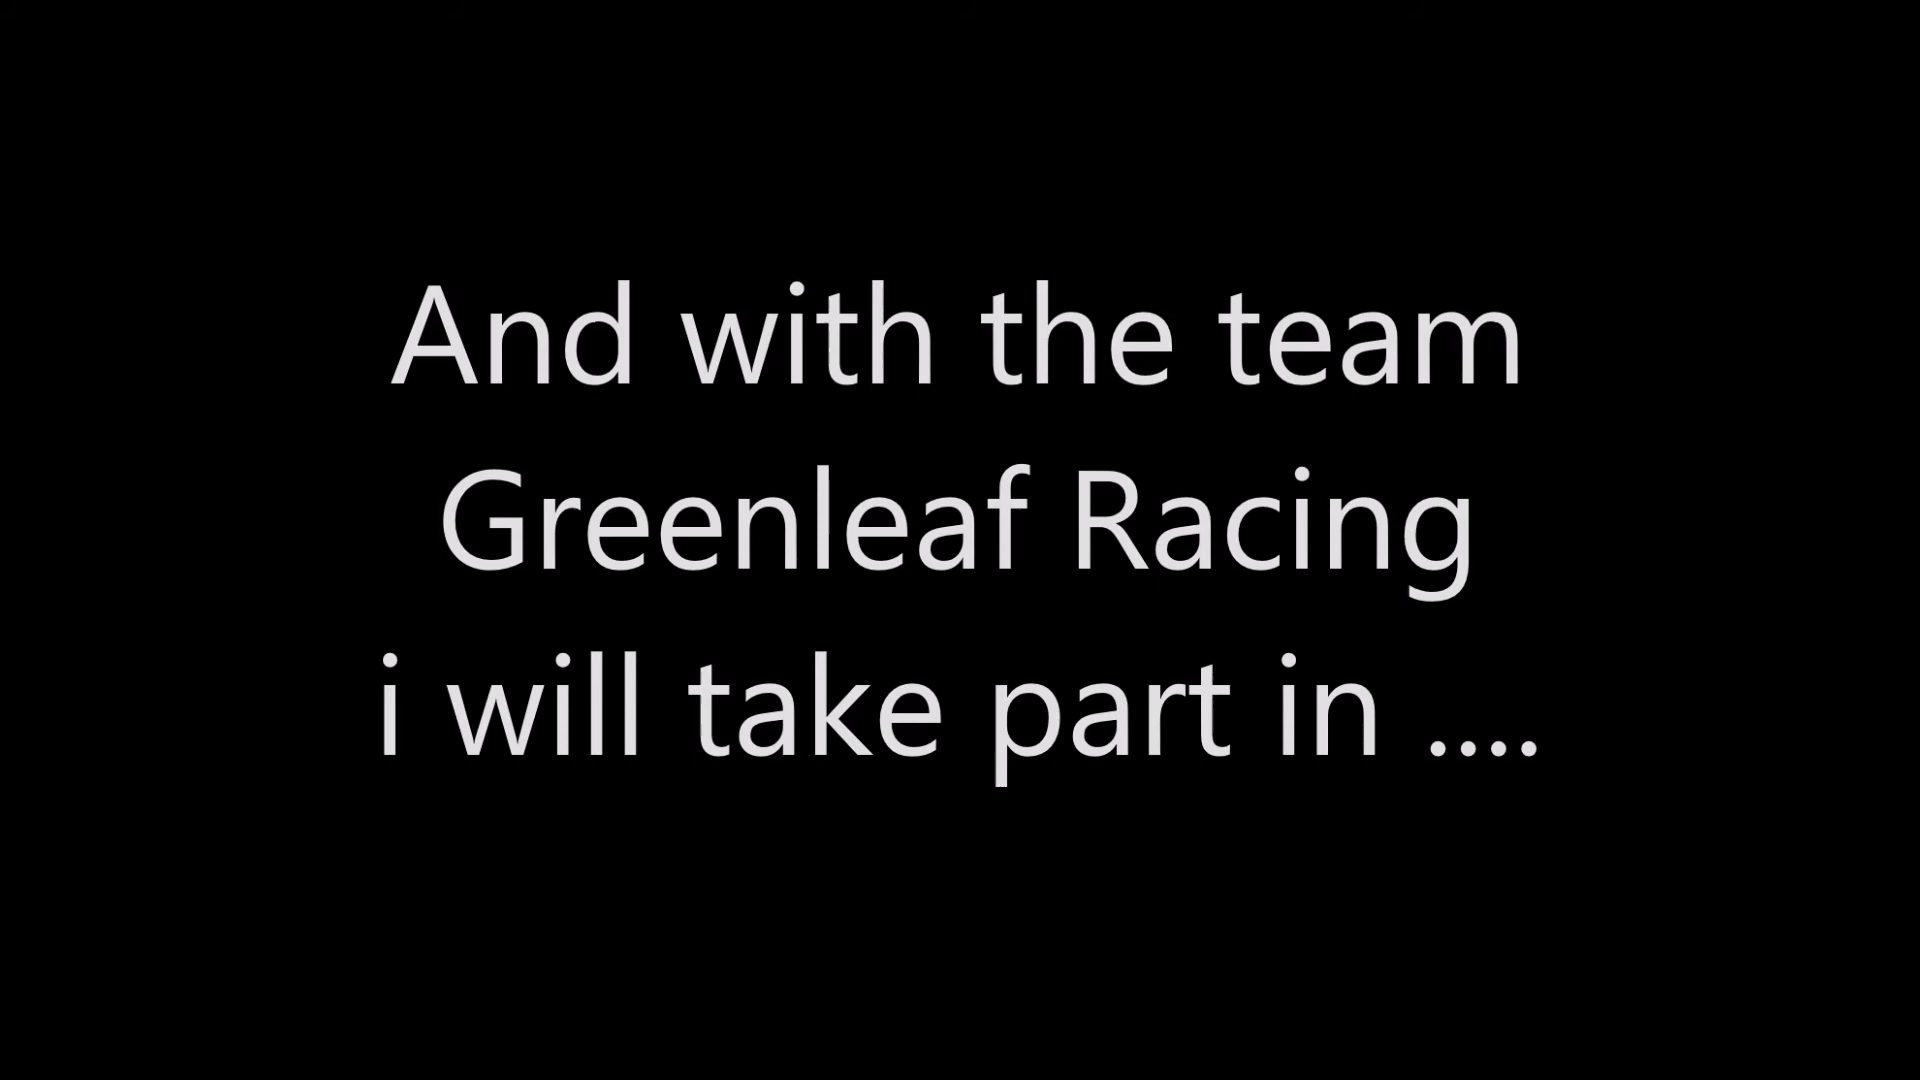 And with the team
Greenleaf Racing
i will take part in ....